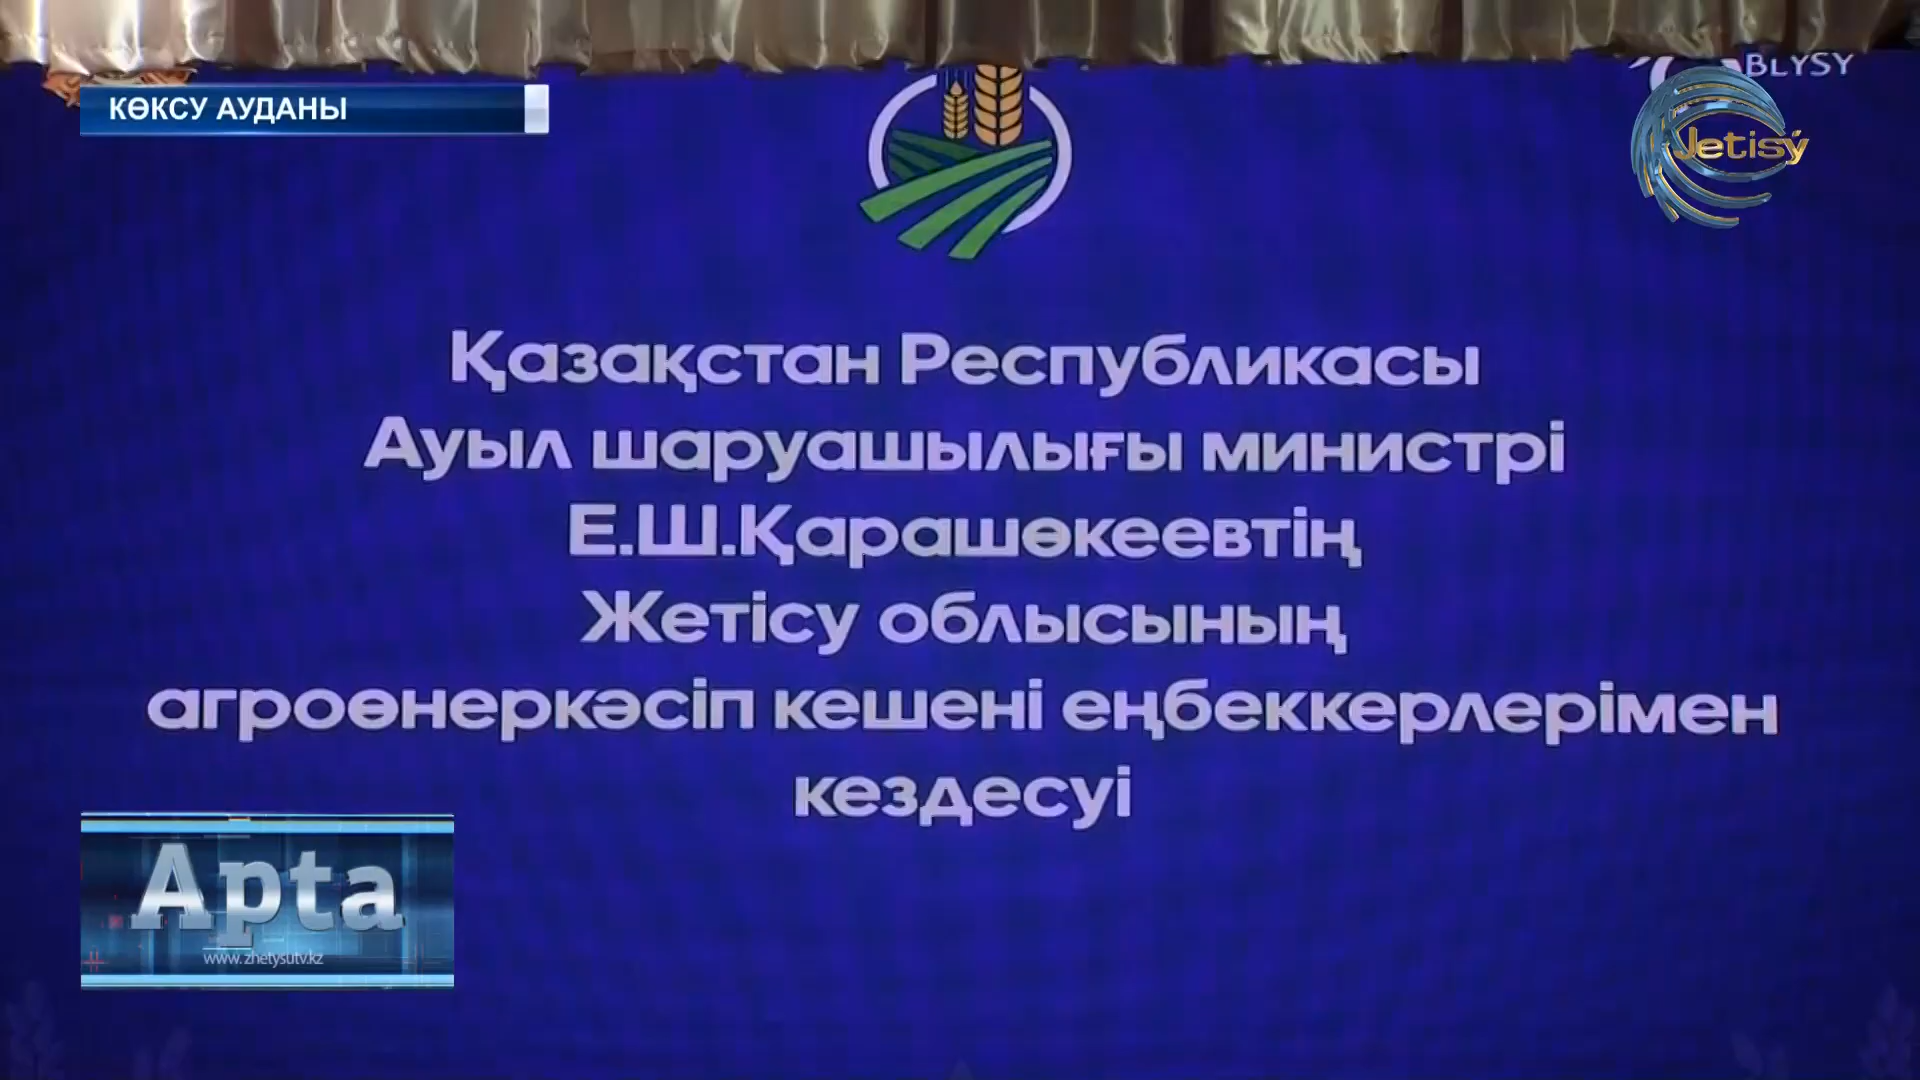 BLYSY
КӨКСУ АУДАНЫ
Jetisý
Қазақстан Республикасы
Ауыл шаруашылығы министрі
Е.Ш.Қарашөкеевтің
Жетісу облысының
агроөнеркәсіп кешені еңбеккерлерімен
кездесуі
Apta
www.zhetysutv.kz